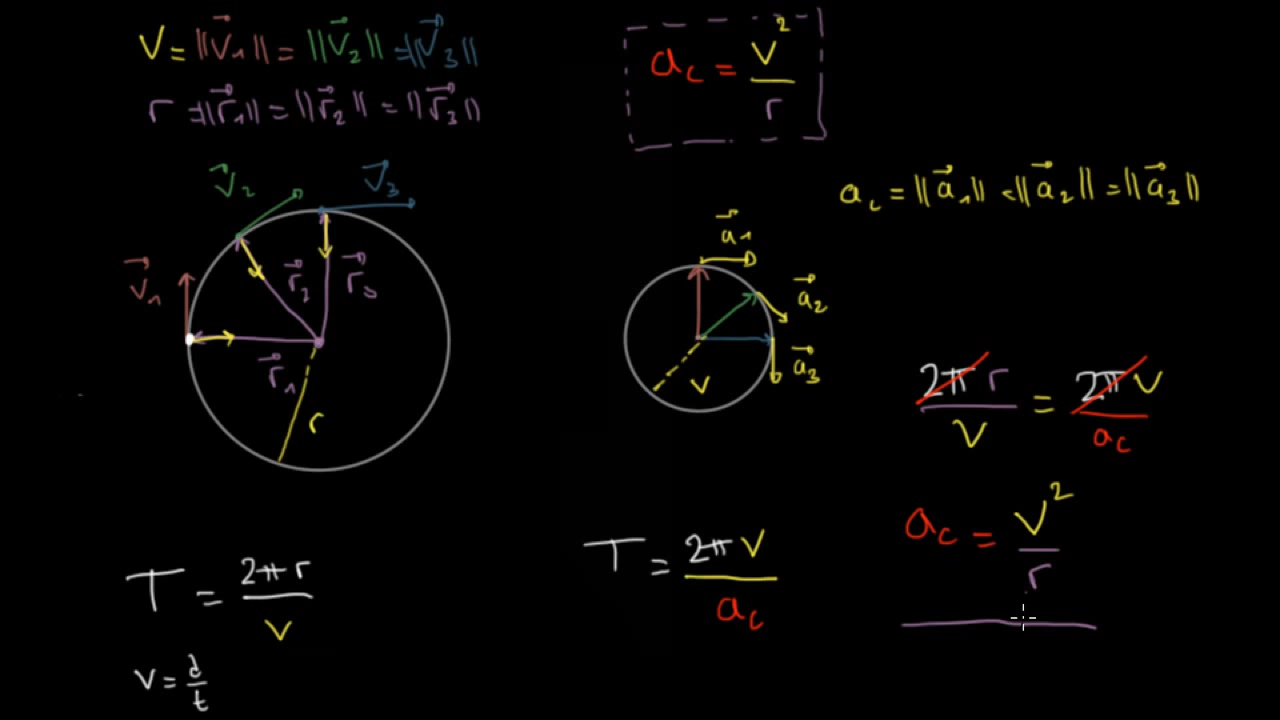 V = ||v⃗₁|| = ||v⃗₂|| = ||v⃗₃||
r = ||r⃗₁|| = ||r⃗₂|| = ||r⃗₃||
a_c = v²/r
v⃗₂
v⃗₃
v⃗₁
r⃗₂
r⃗₃
r⃗₁
r
a_c = ||a⃗₁|| = ||a⃗₂|| = ||a⃗₃||
a⃗₁
a⃗₂
a⃗₃
v
2πr/v = 2πv/a_c
a_c = v²/r
T = 2πr/v
v = d/t
T = 2πv/a_c